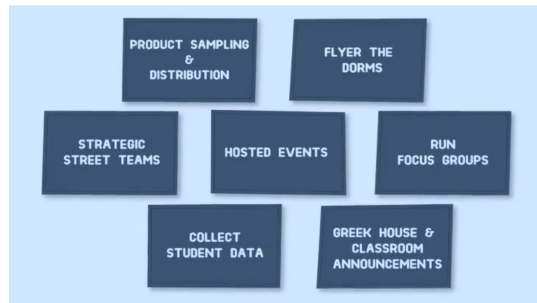 PRODUCT SAMPLING
&
DISTRIBUTION
FLYER THE
DORMS
STRATEGIC
STREET TEAMS
HOSTED EVENTS
RUN
FOCUS GROUPS
COLLECT
STUDENT DATA
GREEK HOUSE &
CLASSROOM
ANNOUNCEMENTS